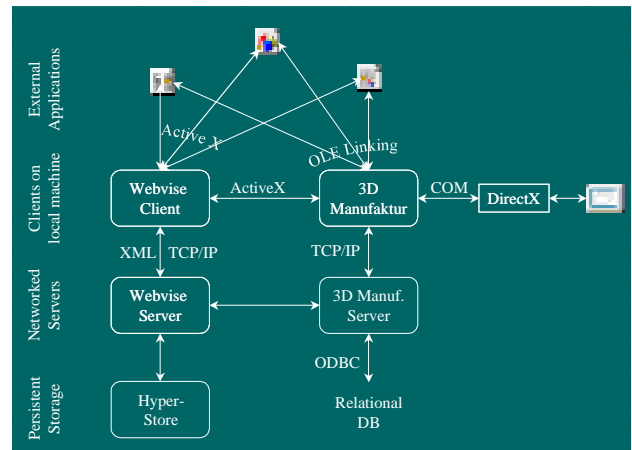 External
Applications
Active X
OLE Linking
Clients on
local machine
Webvise
Client
ActiveX
3D
Manufaktur
COM
DirectX
XML
TCP/IP
TCP/IP
Networked
Servers
Webvise
Server
3D Manuf.
Server
ODBC
Persistent
Storage
Hyper-
Store
Relational
DB